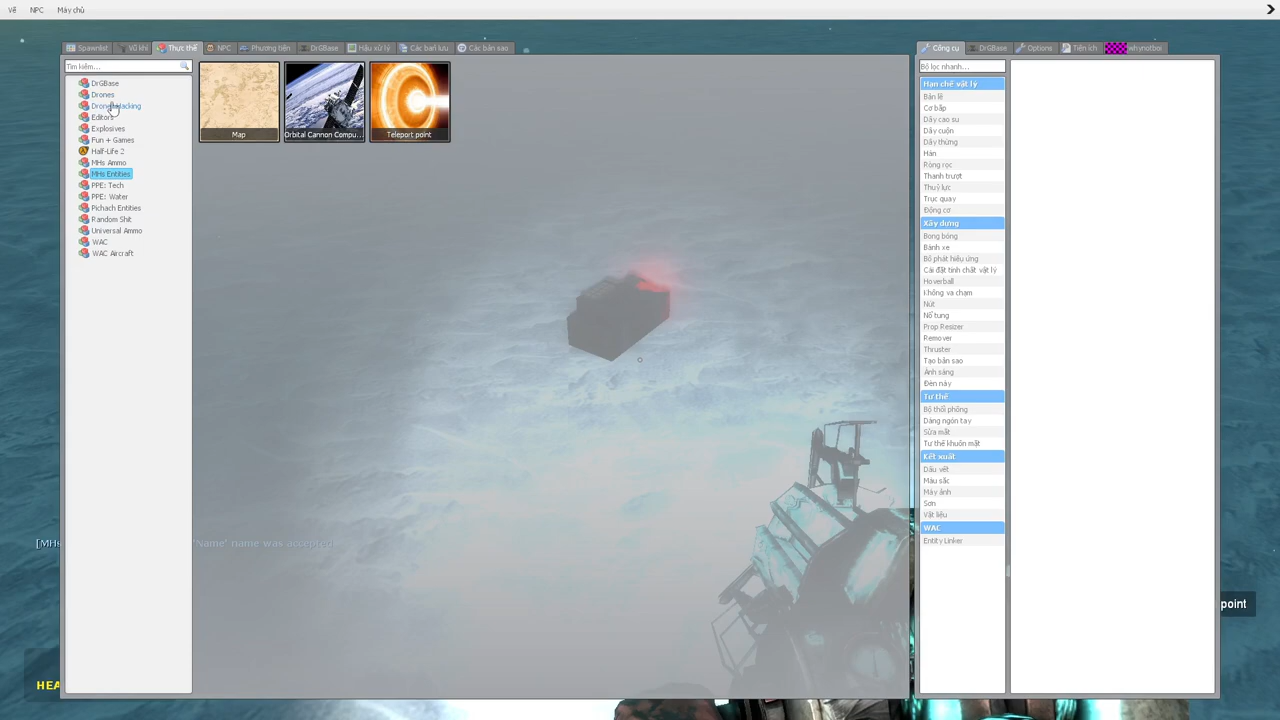 Vẽ NPC Máy chủ
Spawnlist Vũ khí Thực thể NPC Phương tiện DrGBase Hậu xử lý Các bản lưu Các bản sao
Công cụ DrGBase Options Tiện ích whynotboi
Tìm kiếm...
DrGBase
Drones
Editors
Explosives
Fun + Games
Half-Life 2
MHs Ammo
MHs Entities
PPE: Tech
PPE: Water
Pichach Entities
Random Shit
Universal Ammo
WAC
WAC Aircraft
Map
Orbital Cannon Compu...
Teleport point
Bộ lọc nhanh...
Hạn chế vật lý
Bản lề
Cơ bắp
Dây cao su
Dây cuộn
Dây thừng
Hàn
Ròng rọc
Thanh trượt
Thuỷ lực
Trục quay
Động cơ
Xây dựng
Bong bóng
Bánh xe
Bộ phát hiệu ứng
Cài đặt tính chất vật lý
Hoverball
Không va chạm
Nút
Nổ tung
Prop Resizer
Remover
Thruster
Tạo bản sao
Ánh sáng
Đèn này
Tư thế
Bộ thổi phồng
Dáng ngón tay
Sửa mắt
Tư thế khuôn mặt
Kết xuất
Dấu vết
Màu sắc
Máy ảnh
Sơn
Vật liệu
WAC
Entity Linker
[MHs 'Name' name was accepted
point
HEA